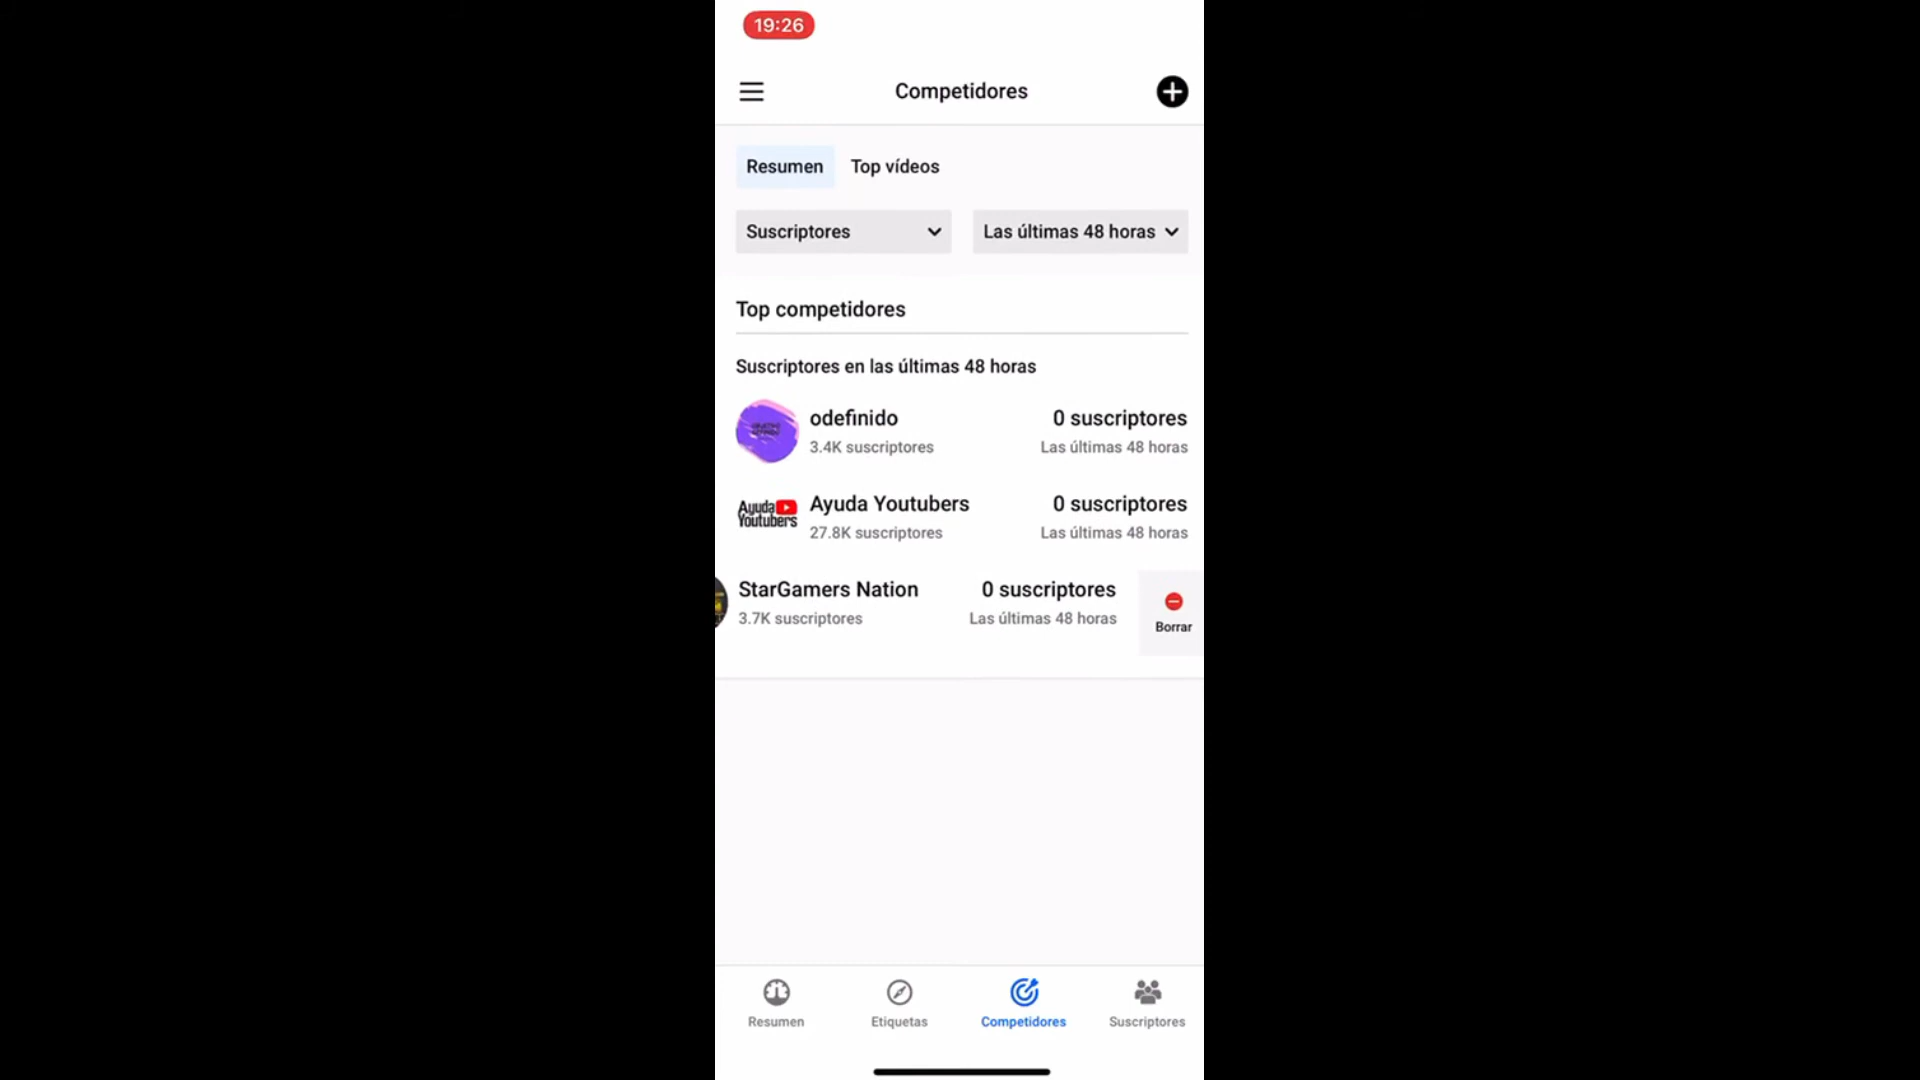 19:26
Competidores
Resumen Top vídeos
Suscriptores Las últimas 48 horas
Top competidores
Suscriptores en las últimas 48 horas
odefinido 0 suscriptores
3.4K suscriptores Las últimas 48 horas
Ayuda Youtubers
Ayuda Youtubers 0 suscriptores
27.8K suscriptores Las últimas 48 horas
StarGamers Nation 0 suscriptores
3.7K suscriptores Las últimas 48 horas
Borrar
Resumen Etiquetas Competidores Suscriptores